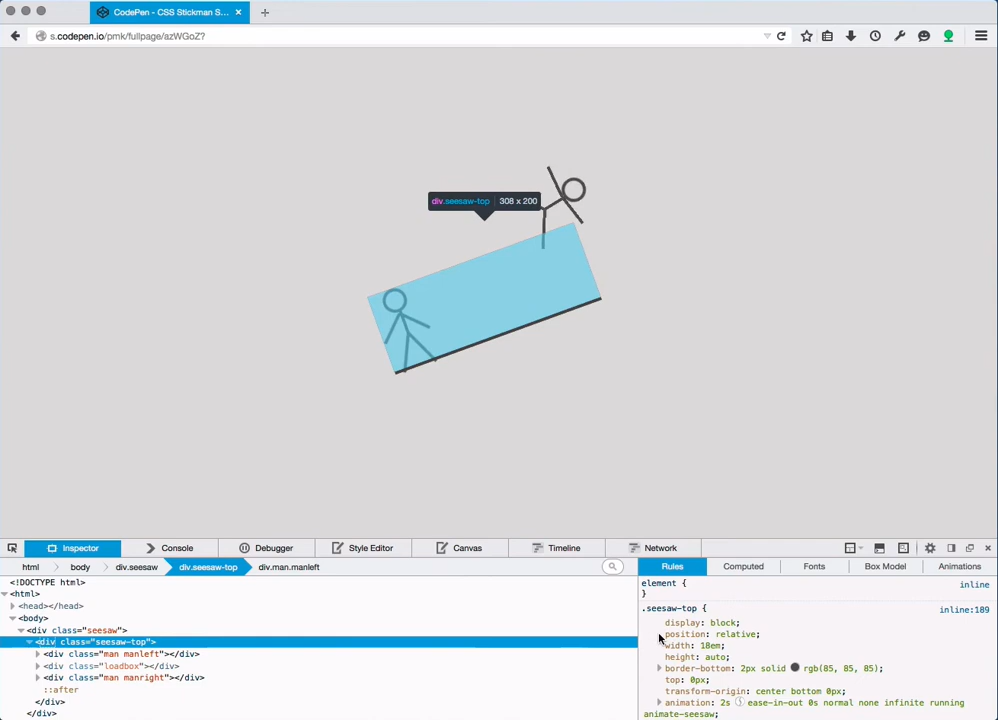 CodePen - CSS Stickman S...
s.codepen.io/pmk/fullpage/azWGoZ?
div.seesaw-top 308 x 200
Inspector Console Debugger Style Editor Canvas Timeline Network
html body div.seesaw div.seesaw-top div.man.manleft
Rules Computed Fonts Box Model Animations
<!DOCTYPE html>
<html>
<head></head>
<body>
<div class="seesaw">
<div class="seesaw-top">
<div class="man manleft"></div>
<div class="loadbox"></div>
<div class="man manright"></div>
::after
</div>
</div>
element { inline
}
.seesaw-top { inline:189
display: block;
position: relative;
width: 18em;
height: auto;
border-bottom: 2px solid rgb(85, 85, 85);
top: 0px;
transform-origin: center bottom 0px;
animation: 2s ease-in-out 0s normal none infinite running
animate-seesaw;